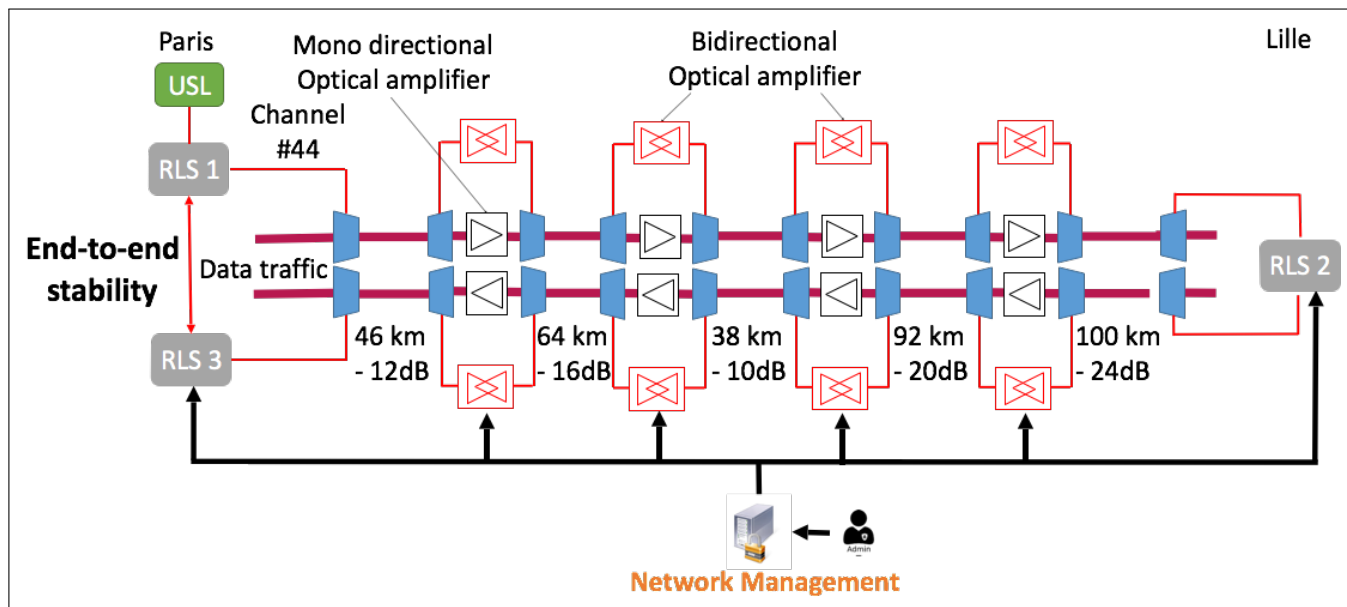 Paris
Lille
USL
Mono directional
Optical amplifier
Bidirectional
Optical amplifier
Channel
#44
RLS 1
End-to-end
stability
Data traffic
RLS 2
RLS 3
46 km
- 12dB
64 km
- 16dB
38 km
- 10dB
92 km
- 20dB
100 km
- 24dB
Admin
Network Management